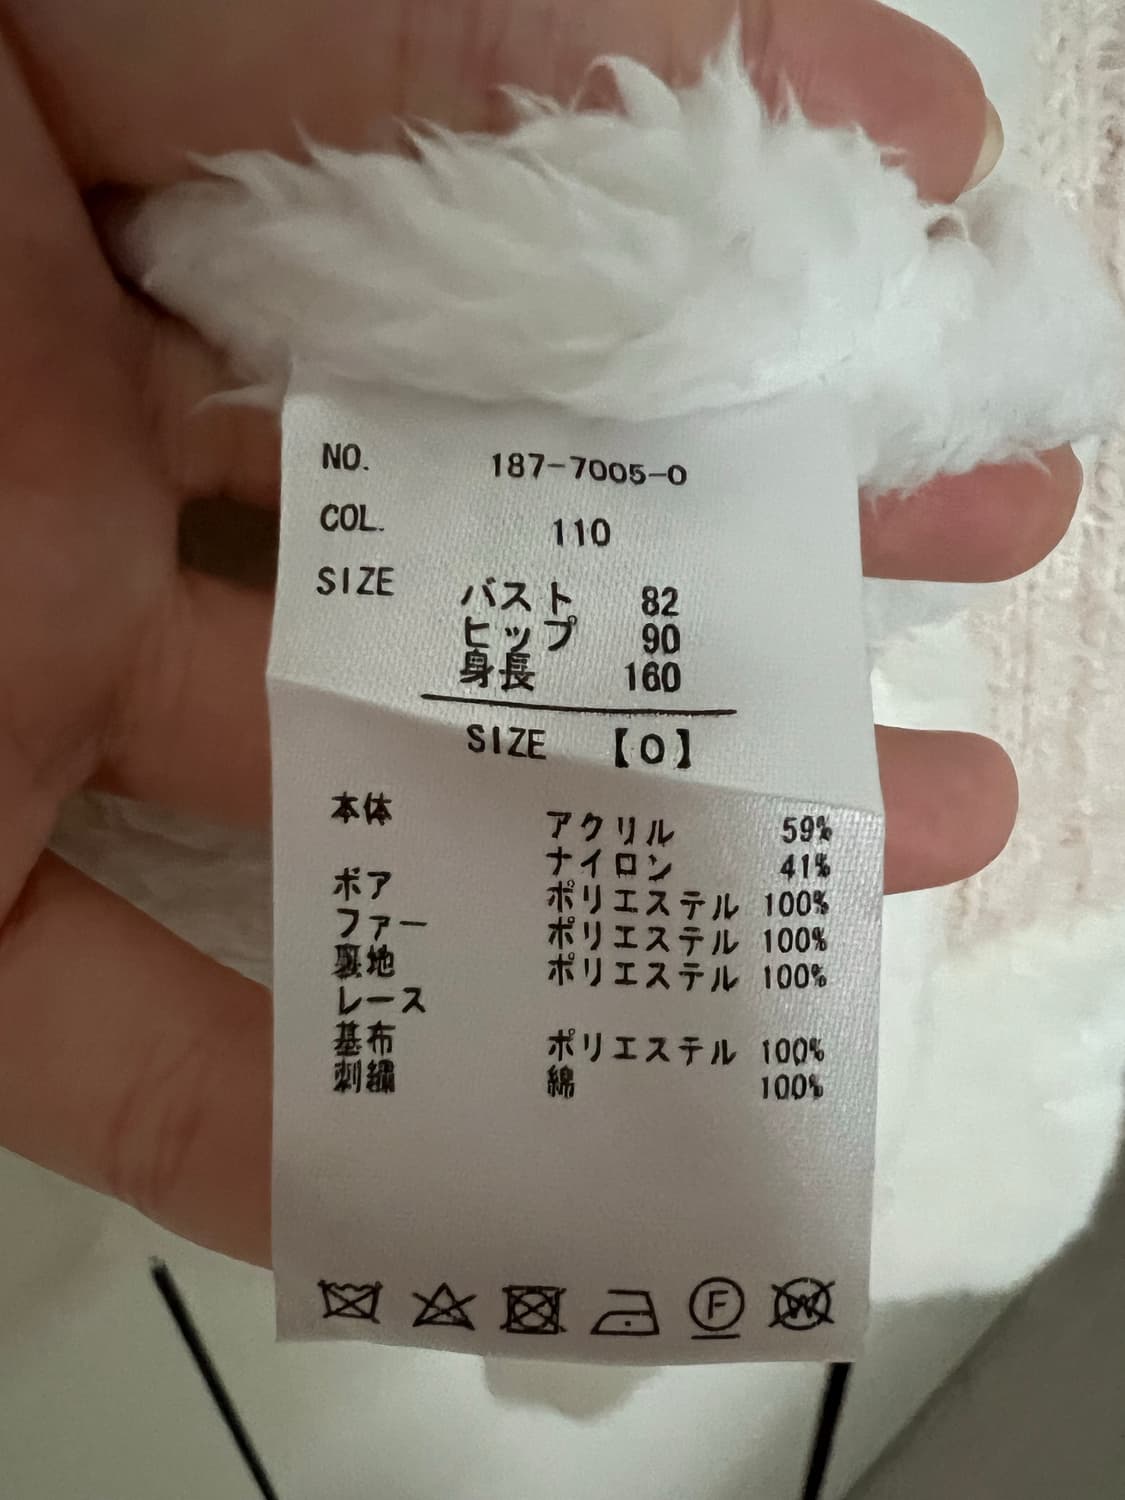 NO. 187-7005-0
COL. 110
SIZE バスト 82
ヒップ 90
身長 160
SIZE 【0】
本体 アクリル 59%
ナイロン 41%
ボア ポリエステル 100%
ファー ポリエステル 100%
裏地 ポリエステル 100%
レース
基布 ポリエステル 100%
刺繍 綿 100%
F W